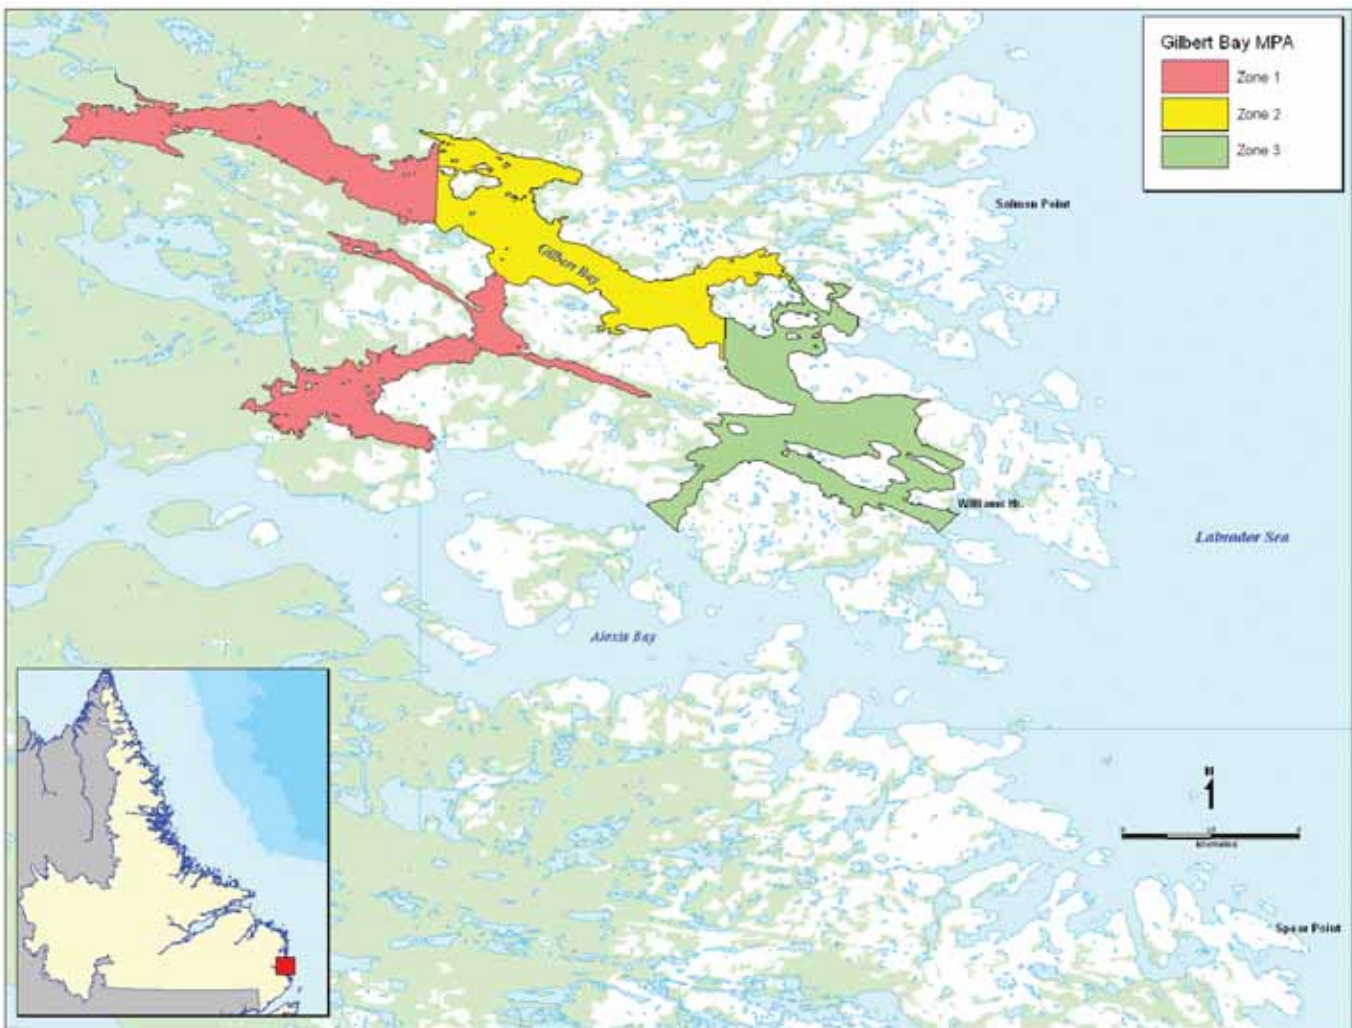 Gilbert Bay MPA
Zone 1
Zone 2
Zone 3
Salmon Point
Gilbert Bay
Williams Hr.
Labrador Sea
Alexis Bay
N
Kilometers
Spear Point